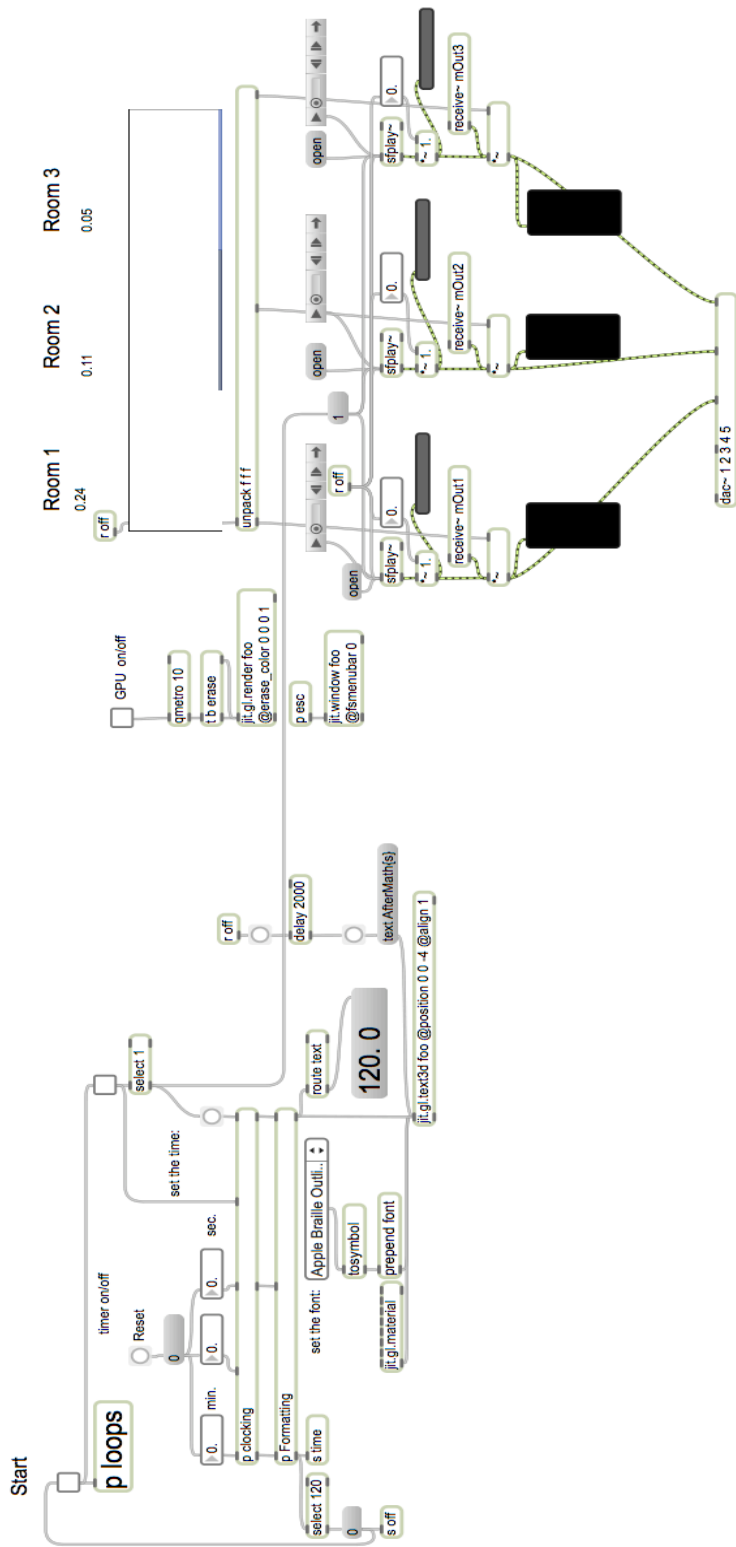 Start
p loops
timer on/off
Reset
0
min.
sec.
set the time:
0.
0.
0.
p clocking
p Formatting
select 1
s time
select 120
0
s off
set the font:
Apple Braille Outli..
tosymbol
prepend font
jit.gl.material
route text
120. 0
r off
delay 2000
text AfterMath{s}
jit.gl.text3d foo @position 0 0 -4 @align 1
GPU on/off
qmetro 10
t b erase
jit.gl.render foo
@erase_color 0 0 0 1
p esc
jit.window foo
@fsmenubar 0
Room 1
Room 2
Room 3
0.24
0.11
0.05
r off
unpack f f f
1
r off
open
sfplay~
0.
*~ 1.
receive~ mOut1
*~
open
sfplay~
0.
*~ 1.
receive~ mOut2
*~
open
sfplay~
0.
*~ 1.
receive~ mOut3
*~
dac~ 1 2 3 4 5